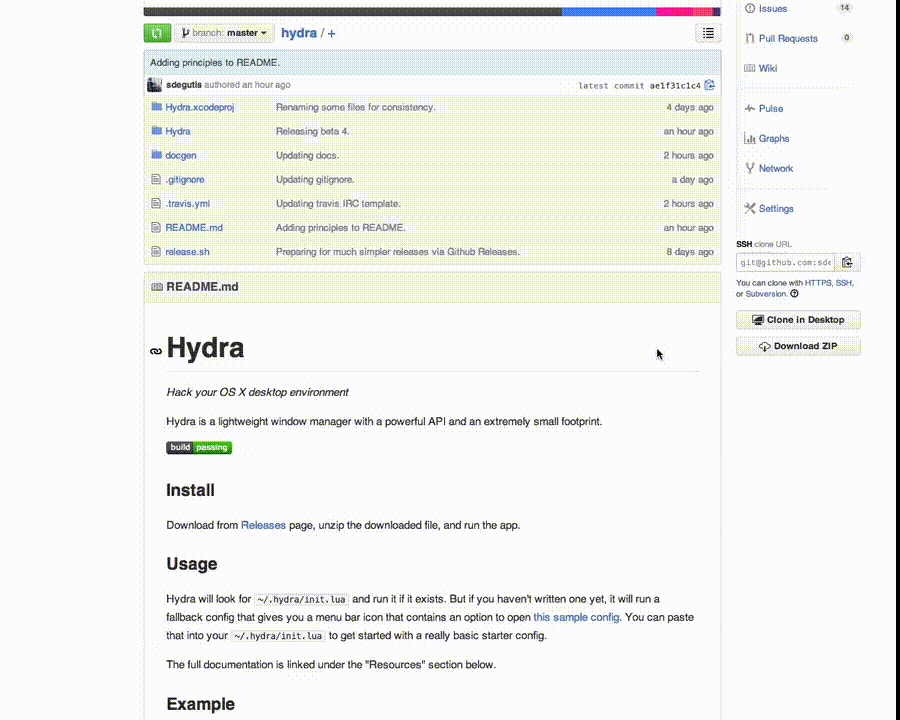 branch: master
hydra / +
Adding principles to README.
sdegutis authored an hour ago
latest commit ae1f31c1c4
Hydra.xcodeproj Renaming some files for consistency. 4 days ago
Hydra Releasing beta 4. an hour ago
docgen Updating docs. 2 hours ago
.gitignore Updating gitignore. a day ago
.travis.yml Updating travis IRC template. 2 hours ago
README.md Adding principles to README. an hour ago
release.sh Preparing for much simpler releases via Github Releases. 8 days ago
README.md
Hydra
Hack your OS X desktop environment
Hydra is a lightweight window manager with a powerful API and an extremely small footprint.
build passing
Install
Download from Releases page, unzip the downloaded file, and run the app.
Usage
Hydra will look for ~/.hydra/init.lua and run it if it exists. But if you haven't written one yet, it will run a
fallback config that gives you a menu bar icon that contains an option to open this sample config. You can paste
that into your ~/.hydra/init.lua to get started with a really basic starter config.
The full documentation is linked under the "Resources" section below.
Example
Issues 14
Pull Requests 0
Wiki
Pulse
Graphs
Network
Settings
SSH clone URL
git@github.com:sde
You can clone with HTTPS, SSH,
or Subversion.
Clone in Desktop
Download ZIP